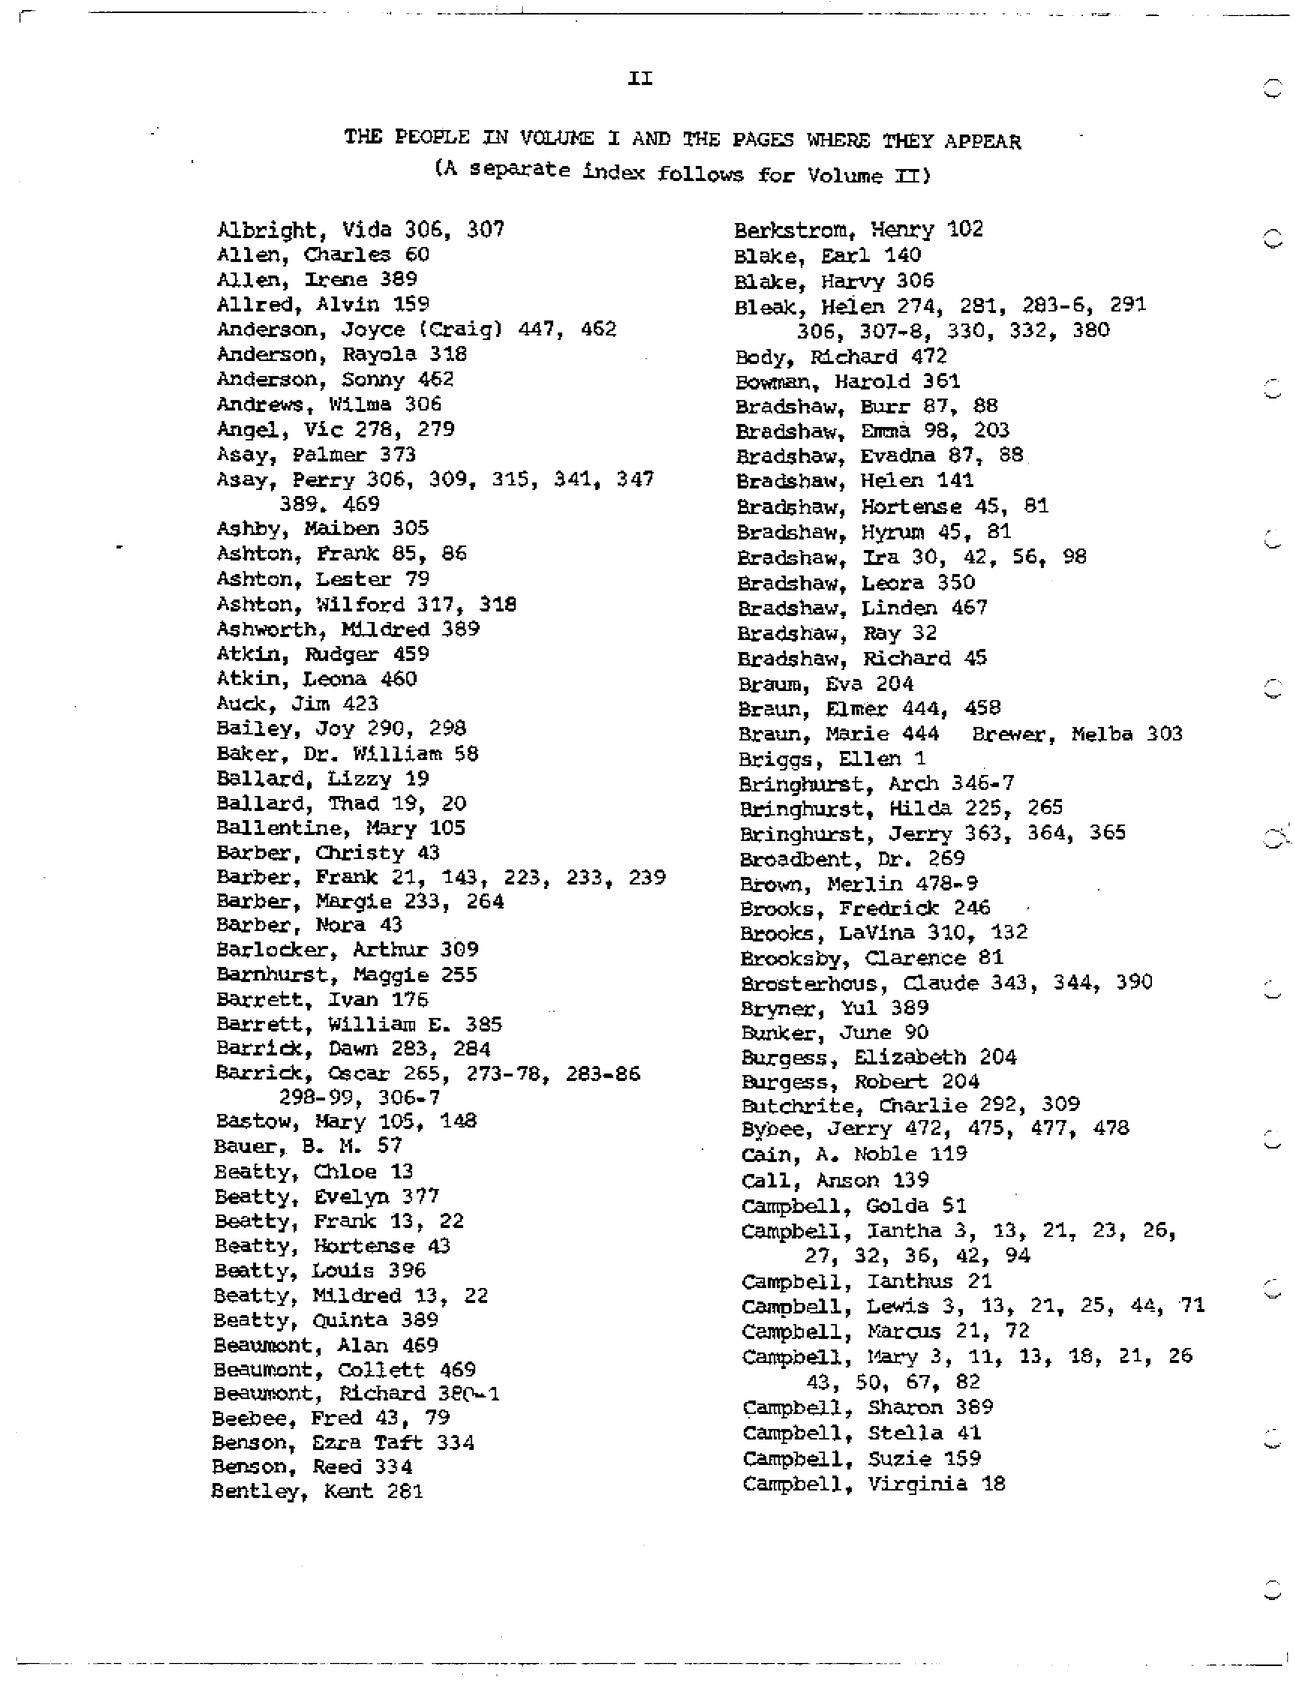 II
THE PEOPLE IN VOLUME I AND THE PAGES WHERE THEY APPEAR
(A separate index follows for Volume II)
Albright, Vida 306, 307
Allen, Charles 60
Allen, Irene 389
Allred, Alvin 159
Anderson, Joyce (Craig) 447, 462
Anderson, Rayola 318
Anderson, Sonny 462
Andrews, Wilma 306
Angel, Vic 278, 279
Asay, Palmer 373
Asay, Perry 306, 309, 315, 341, 347
389. 469
Ashby, Maiben 305
Ashton, Frank 85, 86
Ashton, Lester 79
Ashton, Wilford 317, 318
Ashworth, Mildred 389
Atkin, Rudger 459
Atkin, Leona 460
Auck, Jim 423
Bailey, Joy 290, 298
Baker, Dr. William 58
Ballard, Lizzy 19
Ballard, Thad 19, 20
Ballentine, Mary 105
Barber, Christy 43
Barber, Frank 21, 143, 223, 233, 239
Barber, Margie 233, 264
Barber, Nora 43
Barlocker, Arthur 309
Barnhurst, Maggie 255
Barrett, Ivan 176
Barrett, William E. 385
Barrick, Dawn 283, 284
Barrick, Oscar 265, 273-78, 283-86
298-99, 306-7
Bastow, Mary 105, 148
Bauer, B. M. 57
Beatty, Chloe 13
Beatty, Evelyn 377
Beatty, Frank 13, 22
Beatty, Hortense 43
Beatty, Louis 396
Beatty, Mildred 13, 22
Beatty, Quinta 389
Beaumont, Alan 469
Beaumont, Collett 469
Beaumont, Richard 380-1
Beebee, Fred 43, 79
Benson, Ezra Taft 334
Benson, Reed 334
Bentley, Kent 281
Berkstrom, Henry 102
Blake, Earl 140
Blake, Harvy 306
Bleak, Helen 274, 281, 283-6, 291
306, 307-8, 330, 332, 380
Body, Richard 472
Bowman, Harold 361
Bradshaw, Burr 87, 88
Bradshaw, Emma 98, 203
Bradshaw, Evadna 87, 88
Bradshaw, Helen 141
Bradshaw, Hortense 45, 81
Bradshaw, Hyrum 45, 81
Bradshaw, Ira 30, 42, 56, 98
Bradshaw, Leora 350
Bradshaw, Linden 467
Bradshaw, Ray 32
Bradshaw, Richard 45
Braum, Eva 204
Braun, Elmer 444, 458
Braun, Marie 444 Brewer, Melba 303
Briggs, Ellen 1
Bringhurst, Arch 346-7
Bringhurst, Hilda 225, 265
Bringhurst, Jerry 363, 364, 365
Broadbent, Dr. 269
Brown, Merlin 478-9
Brooks, Fredrick 246
Brooks, LaVina 310, 132
Brooksby, Clarence 81
Brosterhous, Claude 343, 344, 390
Bryner, Yul 389
Bunker, June 90
Burgess, Elizabeth 204
Burgess, Robert 204
Butchrite, Charlie 292, 309
Bybee, Jerry 472, 475, 477, 478
Cain, A. Noble 119
Call, Anson 139
Campbell, Golda 51
Campbell, Iantha 3, 13, 21, 23, 26,
27, 32, 36, 42, 94
Campbell, Ianthus 21
Campbell, Lewis 3, 13, 21, 25, 44, 71
Campbell, Marcus 21, 72
Campbell, Mary 3, 11, 13, 18, 21, 26
43, 50, 67, 82
Campbell, Sharon 389
Campbell, Stella 41
Campbell, Suzie 159
Campbell, Virginia 18